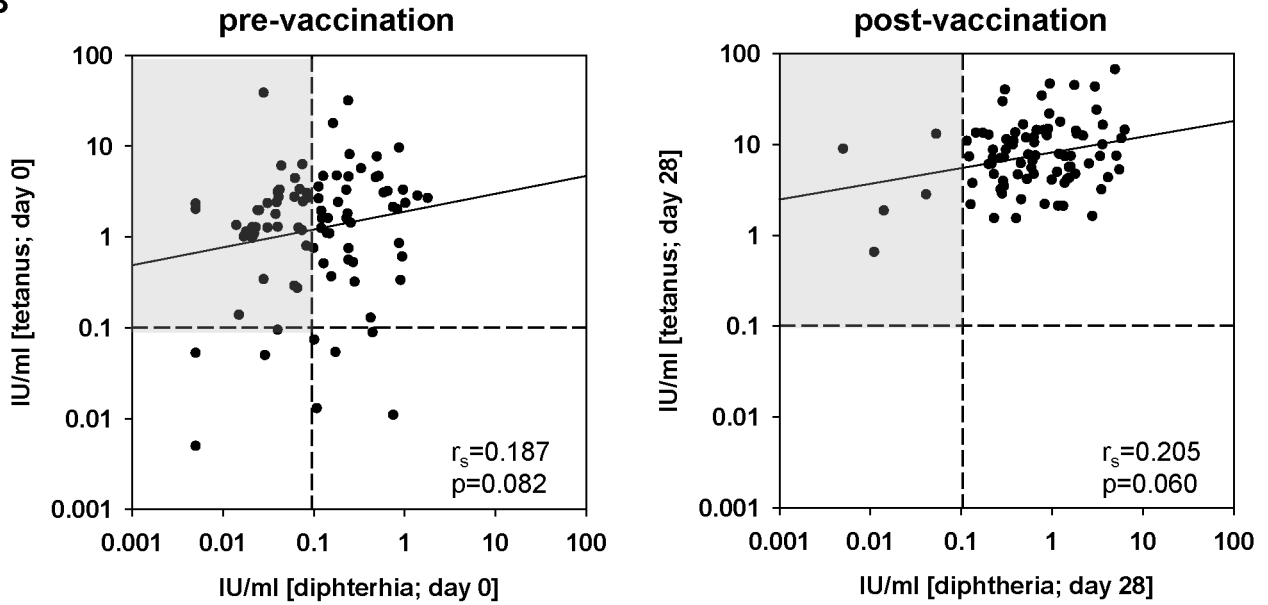 pre-vaccination
post-vaccination
100
10
1
0.1
0.01
0.001
IU/ml [tetanus; day 0]
rs=0.187
p=0.082
0.001 0.01 0.1 1 10 100
IU/ml [diphterhia; day 0]
100
10
1
0.1
0.01
0.001
IU/ml [tetanus; day 28]
rs=0.205
p=0.060
0.001 0.01 0.1 1 10 100
IU/ml [diphtheria; day 28]